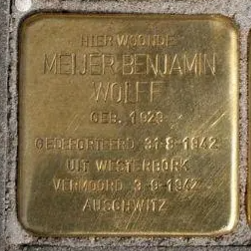 HIER WOONDE
MEIJER BENJAMIN
WOLFF
GEB. 1929
GEDEPORTEERD 31-8-1942
UIT WESTERBORK
VERMOORD 3-9-1942
AUSCHWITZ